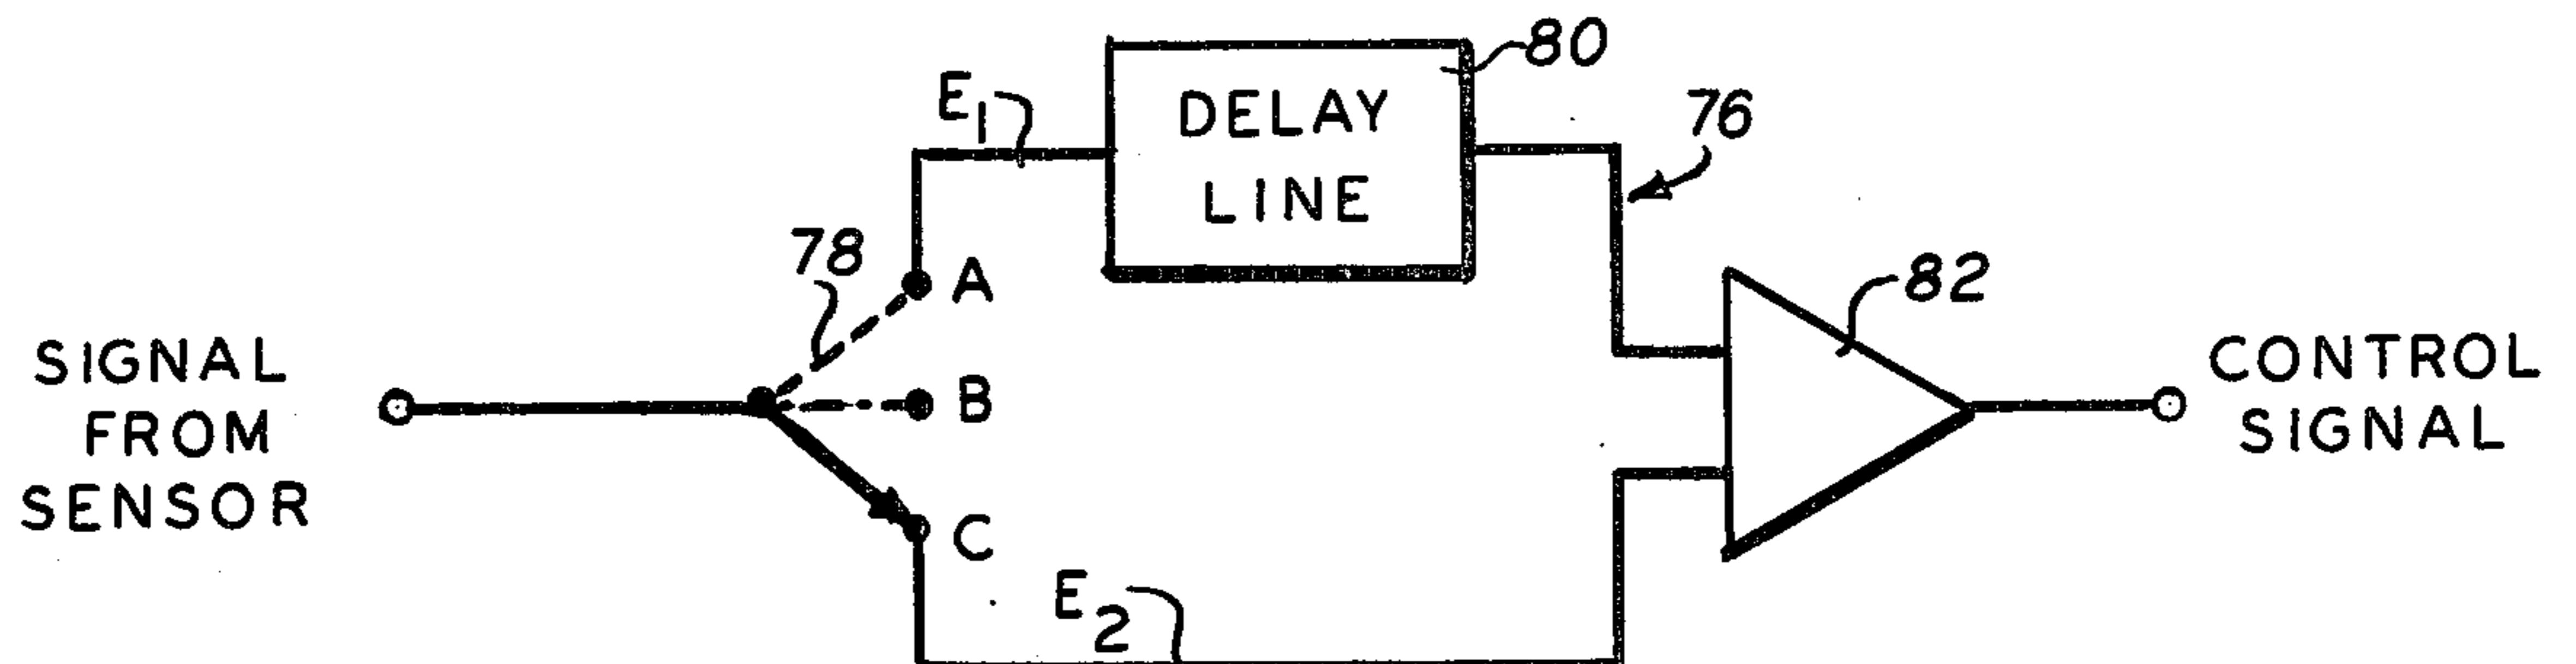 SIGNAL
FROM
SENSOR
78
A
B
C
E1
E2
DELAY
LINE
80
76
82
CONTROL
SIGNAL